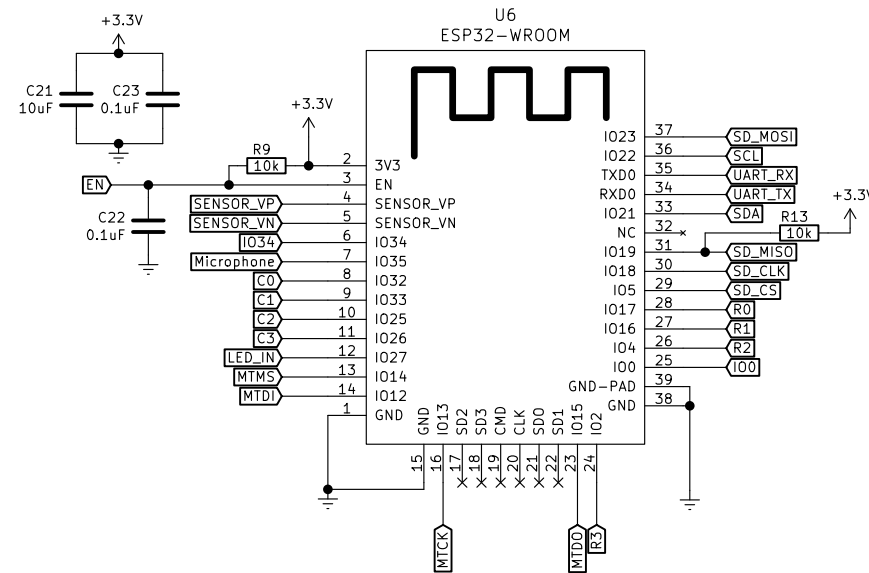 U6
ESP32-WROOM
+3.3V
C21
10uF
C23
0.1uF
+3.3V
R9
10k
EN
C22
0.1uF
2 3V3
3 EN
SENSOR_VP 4 SENSOR_VP
SENSOR_VN 5 SENSOR_VN
IO34 6 IO34
Microphone 7 IO35
C0 8 IO32
C1 9 IO33
C2 10 IO25
C3 11 IO26
LED_IN 12 IO27
MTMS 13 IO14
MTDI 14 IO12
1 GND
IO23 37 SD_MOSI
IO22 36 SCL
TXD0 35 UART_RX
RXD0 34 UART_TX
IO21 33 SDA
NC 32
+3.3V
R13
10k
IO19 31 SD_MISO
IO18 30 SD_CLK
IO5 29 SD_CS
IO17 28 R0
IO16 27 R1
IO4 26 R2
IO0 25 IO0
GND-PAD 39
GND 38
GND 15
IO13 16 MTCK
SD2 17
SD3 18
CMD 19
CLK 20
SD0 21
SD1 22
IO15 23 MTDO
IO2 24 R3